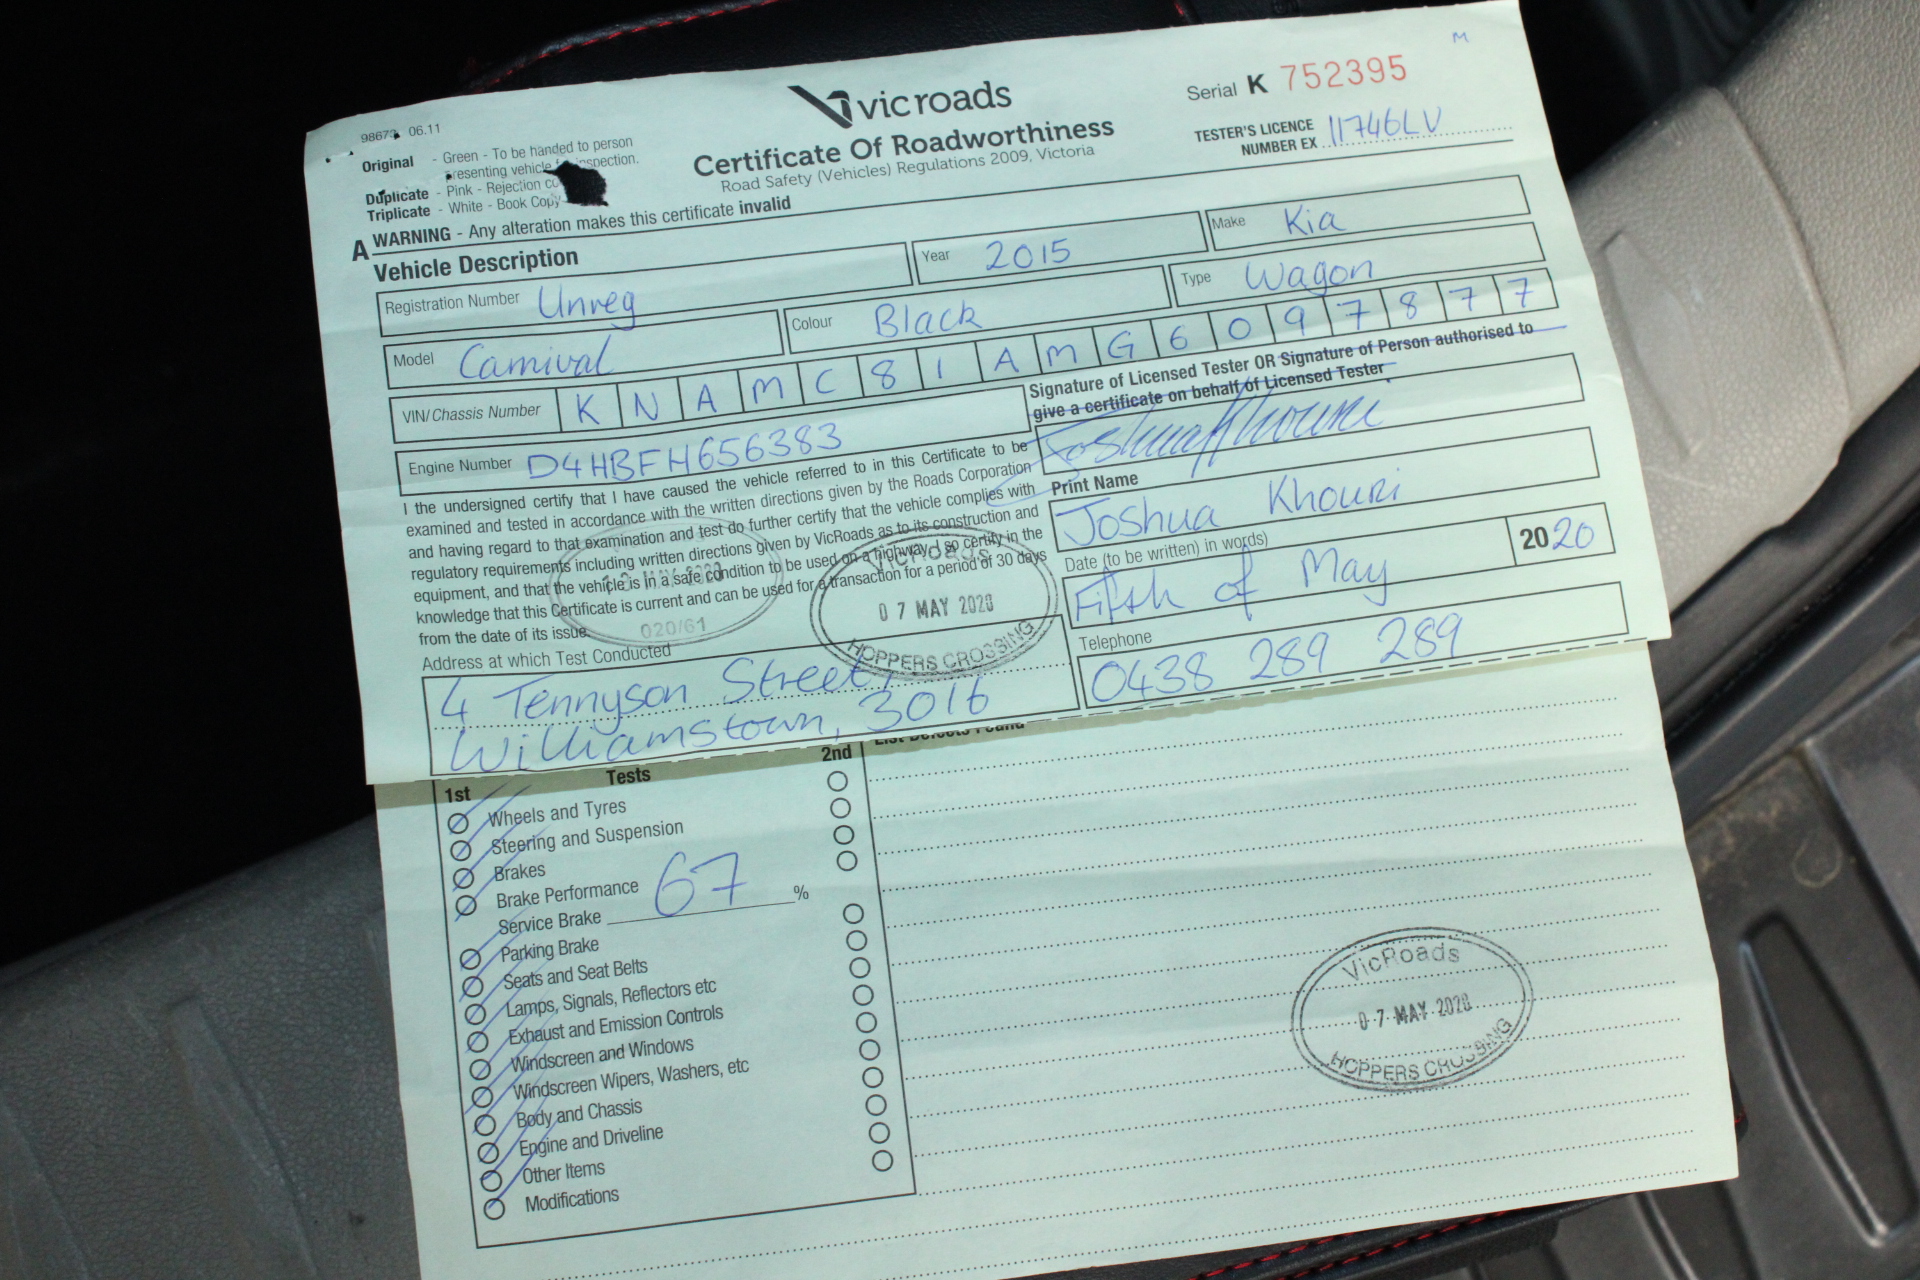 M
vicroads
Serial K 752395
98673 06.11
Certificate Of Roadworthiness
Road Safety (Vehicles) Regulations 2009, Victoria
TESTER'S LICENCE
NUMBER EX 11746LV
Original - Green - To be handed to person
presenting vehicle inspection.
Duplicate - Pink - Rejection
Triplicate - White - Book Copy
WARNING - Any alteration makes this certificate invalid
A Vehicle Description
Registration Number Unreg
Year 2015
Make Kia
Model Carnival
Colour Black
Type Wagon
VIN/Chassis Number K N A M C 8 1 A M G 6 0 9 7 8 7 7
Engine Number D4HBFH656383
Signature of Licensed Tester OR Signature of Person authorised to
give a certificate on behalf of Licensed Tester
Joshua Khouri
I the undersigned certify that I have caused the vehicle referred to in this Certificate to be
examined and tested in accordance with the written directions given by the Roads Corporation
and having regard to that examination and test do further certify that the vehicle complies with
regulatory requirements including written directions given by VicRoads as to its construction and
equipment, and that the vehicle is in a safe condition to be used on a highway. I so certify in the
knowledge that this Certificate is current and can be used for a transaction for a period of 30 days
from the date of its issue.
Print Name
Joshua Khouri
Date (to be written) in words)
Fifth of May 2020
VicRoads
07 MAY 2020
HOPPERS CROSSING
MAY 2020
020/61
Address at which Test Conducted
4 Tennyson Street,
Williamstown, 3016
Telephone
0438 289 289
1st Tests 2nd
List Defects Found
Wheels and Tyres
Steering and Suspension
Brakes
Brake Performance
Service Brake 67 %
Parking Brake
Seats and Seat Belts
Lamps, Signals, Reflectors etc
Exhaust and Emission Controls
Windscreen and Windows
Windscreen Wipers, Washers, etc
Body and Chassis
Engine and Driveline
Other Items
Modifications
VicRoads
07 MAY 2020
HOPPERS CROSSING